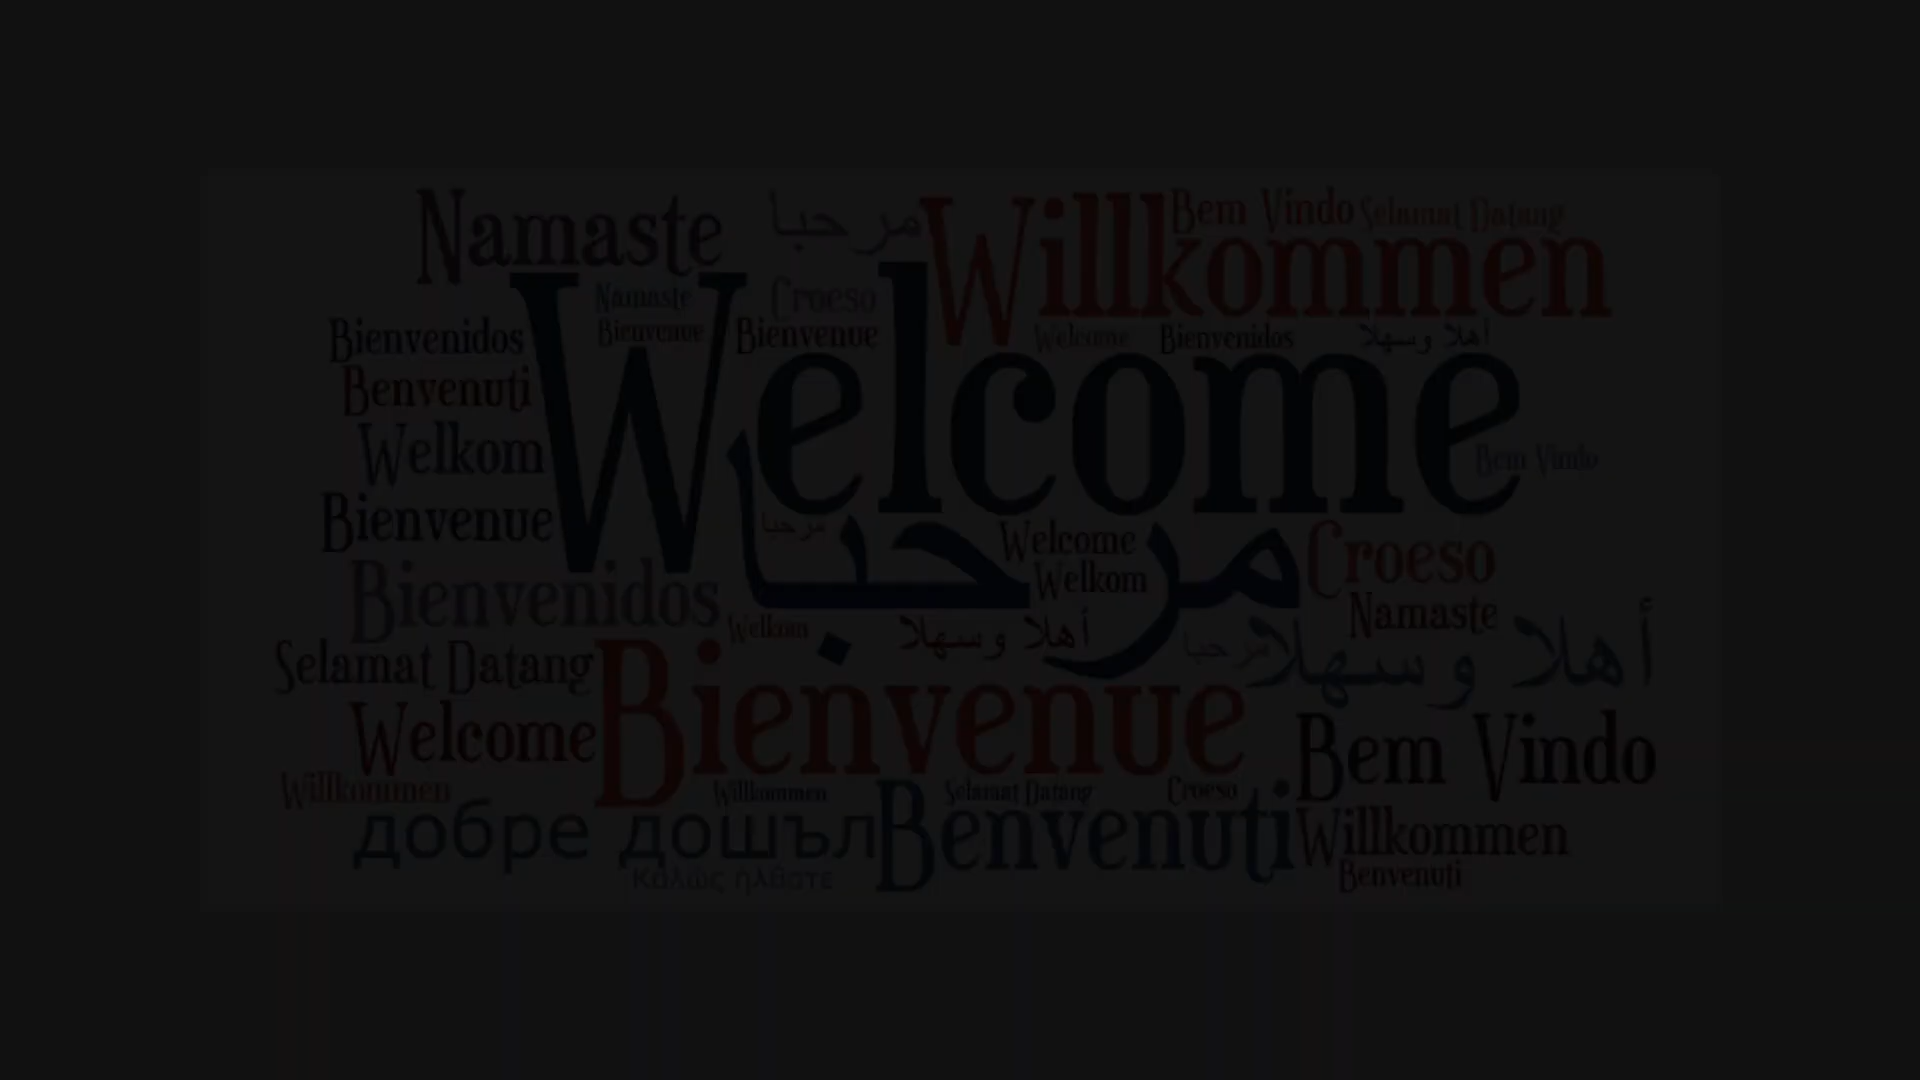 Namaste مرحبا Willkommen Bem Vindo Selamat Datang
Welcome
Namaste Croeso
Bienvenidos Bienvenue Bienvenue Welcome Bienvenidos أهلا وسهلا
Benvenuti
Welkom Bem Vindo
Bienvenue مرحبا مرحبا Welcome Croeso
Welkom
Bienvenidos Namaste
Welkom أهلا وسهلا مرحبا أهلا وسهلا
Selamat Datang Bienvenue
Welcome Bem Vindo
Willkommen Willkommen Selamat Datang Croeso
добре дошъл Benvenuti Willkommen
Καλώς ήλθατε Benvenuti